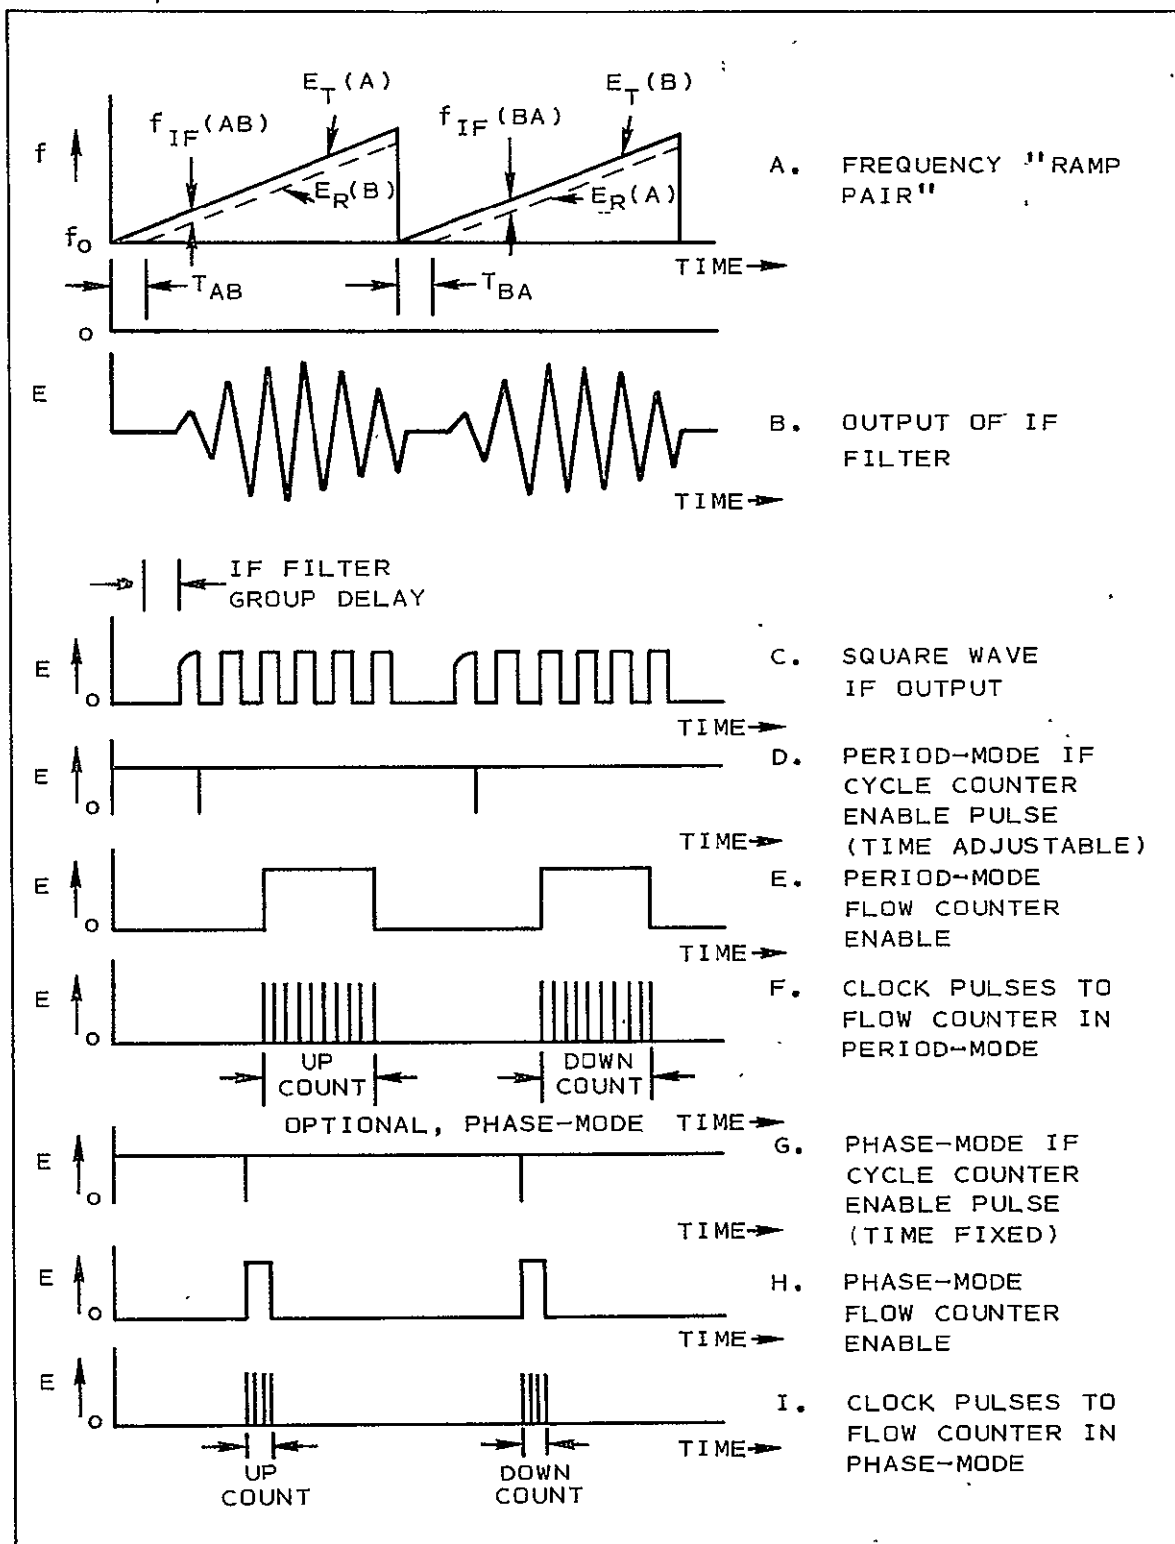 E_T(A)
E_T(B)
f_IF(AB)
f_IF(BA)
f
E_R(B)
E_R(A)
f_o
TIME
T_AB
T_BA
O
A. FREQUENCY "RAMP
PAIR"
E
B. OUTPUT OF IF
FILTER
TIME
IF FILTER
GROUP DELAY
E
O
C. SQUARE WAVE
IF OUTPUT
TIME
E
O
D. PERIOD-MODE IF
CYCLE COUNTER
ENABLE PULSE
(TIME ADJUSTABLE)
TIME
E
O
E. PERIOD-MODE
FLOW COUNTER
ENABLE
TIME
E
O
F. CLOCK PULSES TO
FLOW COUNTER IN
PERIOD-MODE
UP
COUNT
DOWN
COUNT
OPTIONAL, PHASE-MODE
TIME
E
O
G. PHASE-MODE IF
CYCLE COUNTER
ENABLE PULSE
(TIME FIXED)
TIME
E
O
H. PHASE-MODE
FLOW COUNTER
ENABLE
TIME
E
O
I. CLOCK PULSES TO
FLOW COUNTER IN
PHASE-MODE
TIME
UP
COUNT
DOWN
COUNT